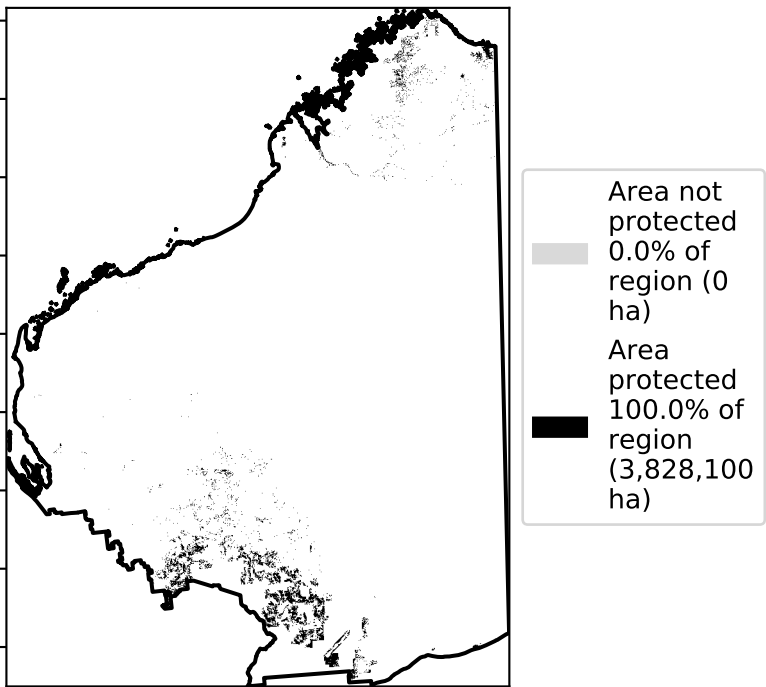 Area not
protected
0.0% of
region (0
ha)
Area
protected
100.0% of
region
(3,828,100
ha)